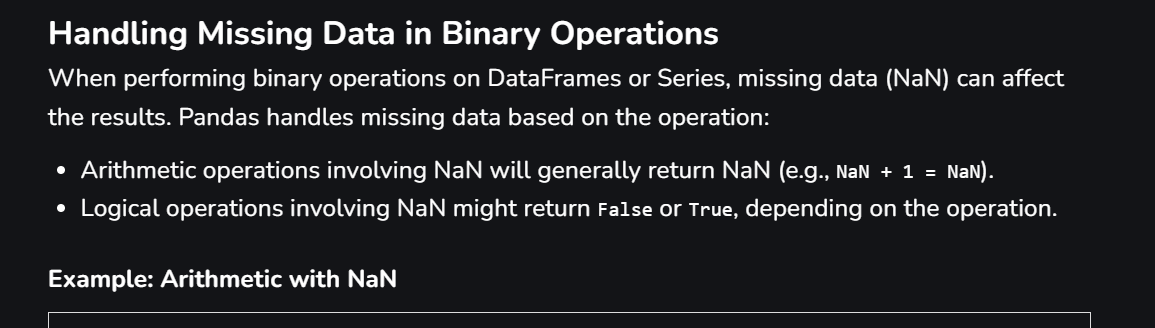 Handling Missing Data in Binary Operations
When performing binary operations on DataFrames or Series, missing data (NaN) can affect
the results. Pandas handles missing data based on the operation:
• Arithmetic operations involving NaN will generally return NaN (e.g., NaN + 1 = NaN).
• Logical operations involving NaN might return False or True, depending on the operation.
Example: Arithmetic with NaN